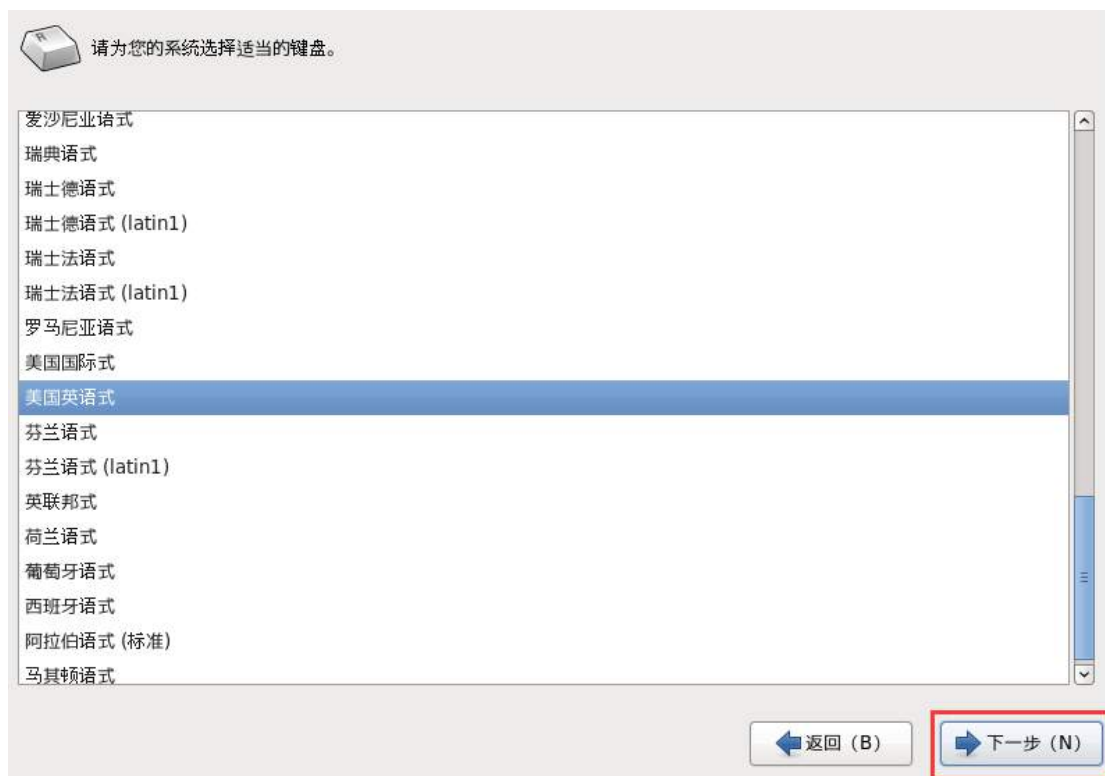 请为您的系统选择适当的键盘。
爱沙尼亚语式
瑞典语式
瑞士德语式
瑞士德语式 (latin1)
瑞士法语式
瑞士法语式 (latin1)
罗马尼亚语式
美国国际式
美国英语式
芬兰语式
芬兰语式 (latin1)
英联邦式
荷兰语式
葡萄牙语式
西班牙语式
阿拉伯语式 (标准)
马其顿语式
返回 (B) 下一步 (N)